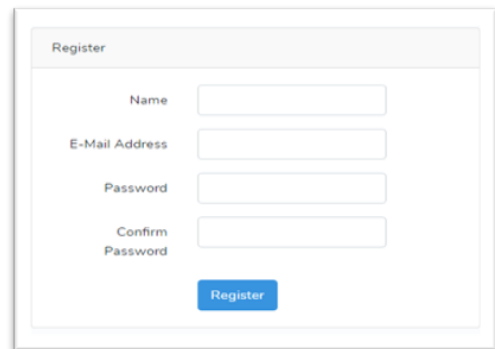 Register
Name
E-Mail Address
Password
Confirm
Password
Register